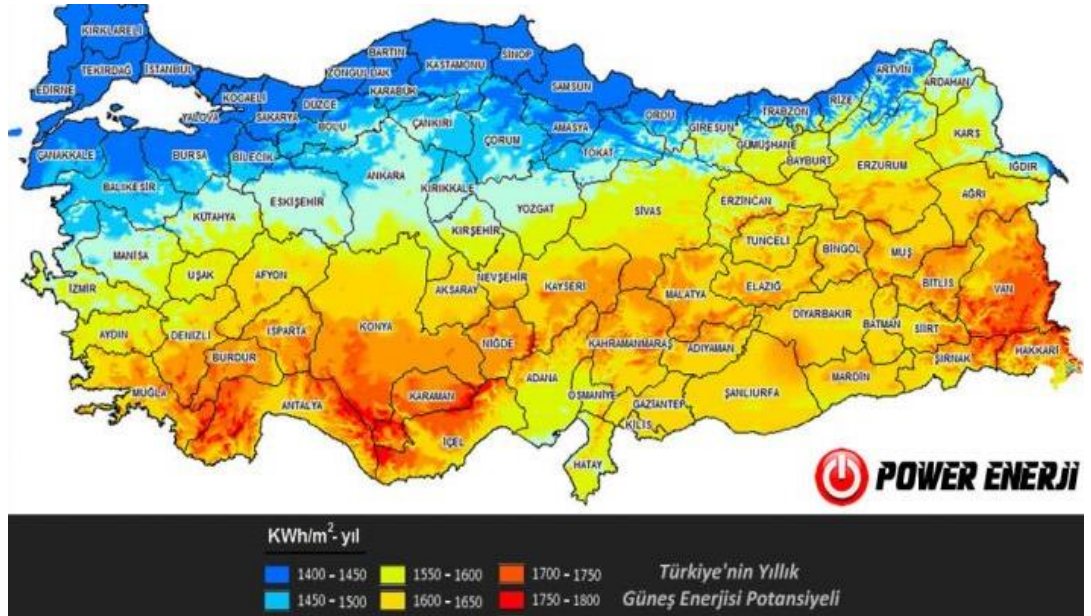 KIRKLARELİ
TEKİRDAĞ
İSTANBUL
EDİRNE
KOCAELİ
YALOVA
SAKARYA
DÜZCE
BOLU
ZONGULDAK
BARTIN
KARABÜK
KASTAMONU
SİNOP
SAMSUN
ÇANKIRI
ÇORUM
AMASYA
TOKAT
ORDU
GİRESUN
TRABZON
RİZE
ARTVİN
ARDAHAN
KARS
IĞDIR
GÜMÜŞHANE
BAYBURT
ERZURUM
AĞRI
ÇANAKKALE
BALIKESİR
BURSA
BİLECİK
KÜTAHYA
ESKİŞEHİR
ANKARA
KIRIKKALE
YOZGAT
KIRŞEHİR
SİVAS
ERZİNCAN
TUNCELİ
BİNGÖL
MUŞ
BİTLİS
VAN
MANİSA
İZMİR
UŞAK
AFYON
AKSARAY
NEVŞEHİR
KAYSERİ
MALATYA
ELAZIĞ
DİYARBAKIR
BATMAN
SİİRT
ŞIRNAK
HAKKARİ
AYDIN
DENİZLİ
ISPARTA
BURDUR
KONYA
NİĞDE
KAHRAMANMARAŞ
ADIYAMAN
MUĞLA
ANTALYA
KARAMAN
İÇEL
ADANA
OSMANİYE
GAZİANTEP
KİLİS
ŞANLIURFA
MARDİN
HATAY
POWER ENERJİ
KWh/m²- yıl
1400 - 1450
1550 - 1600
1700 - 1750
1450 - 1500
1600 - 1650
1750 - 1800
Türkiye'nin Yıllık
Güneş Enerjisi Potansiyeli